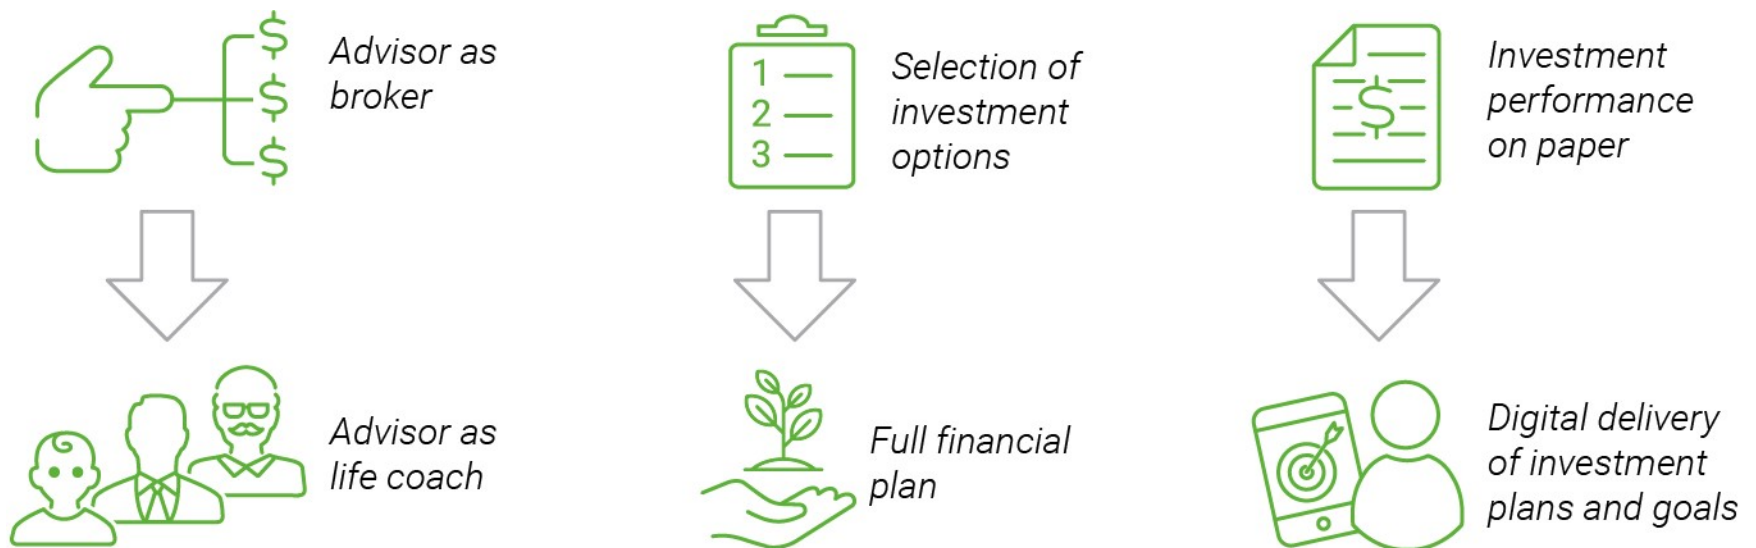 Advisor as
broker
1
2
3
Selection of
investment
options
Investment
performance
on paper
Advisor as
life coach
Full financial
plan
Digital delivery
of investment
plans and goals